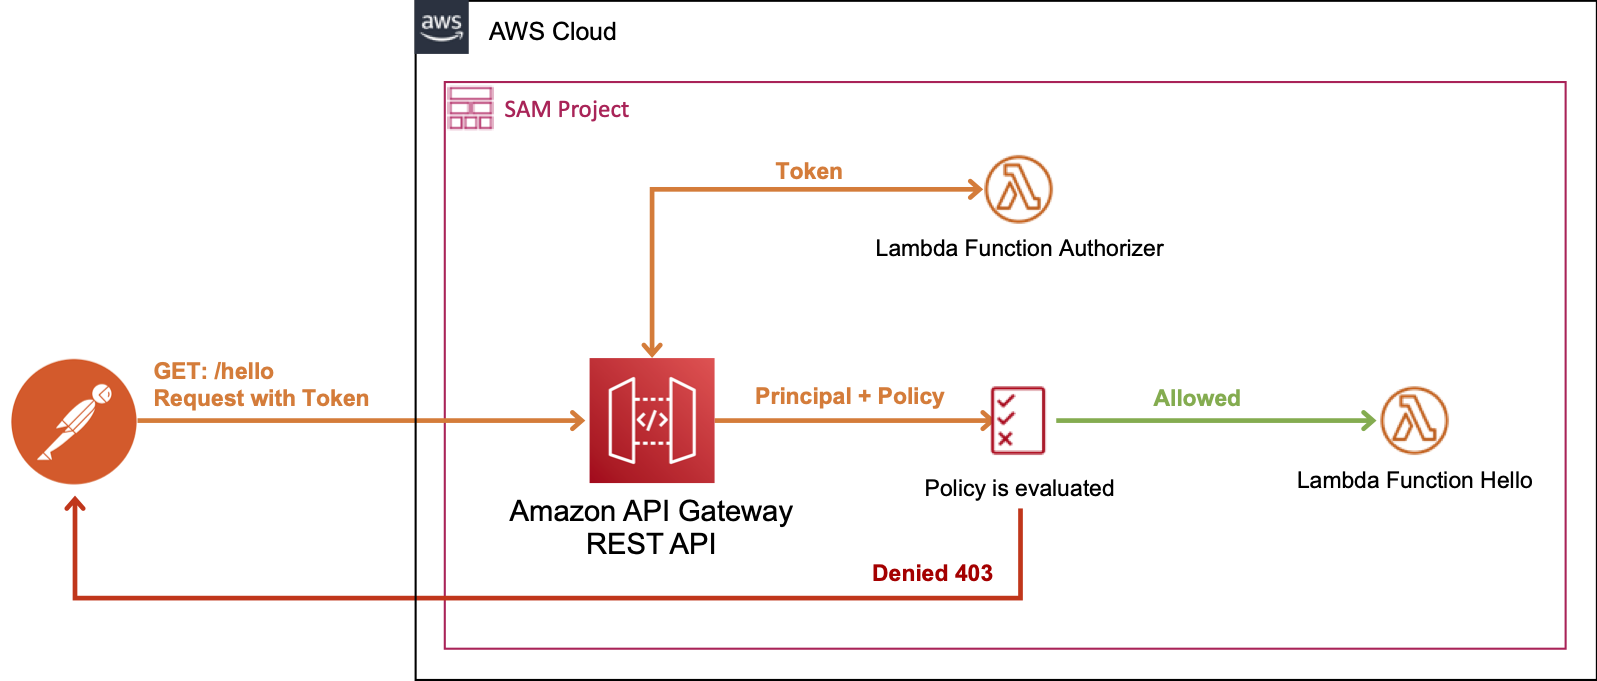 aws
AWS Cloud
SAM Project
Token
Lambda Function Authorizer
GET: /hello
Request with Token
</>
Principal + Policy
Allowed
Policy is evaluated
Lambda Function Hello
Amazon API Gateway
REST API
Denied 403